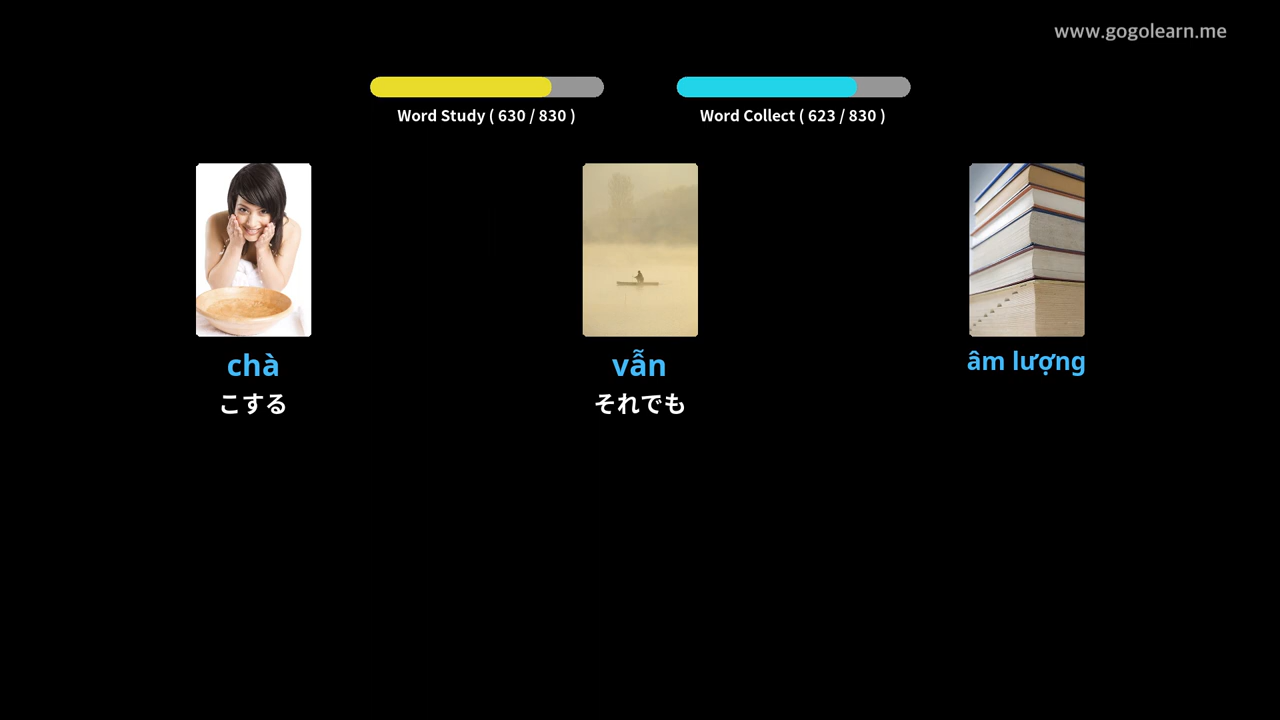 www.gogolearn.me
Word Study ( 630 / 830 )
Word Collect ( 623 / 830 )
chà
こする
vẫn
それでも
âm lượng